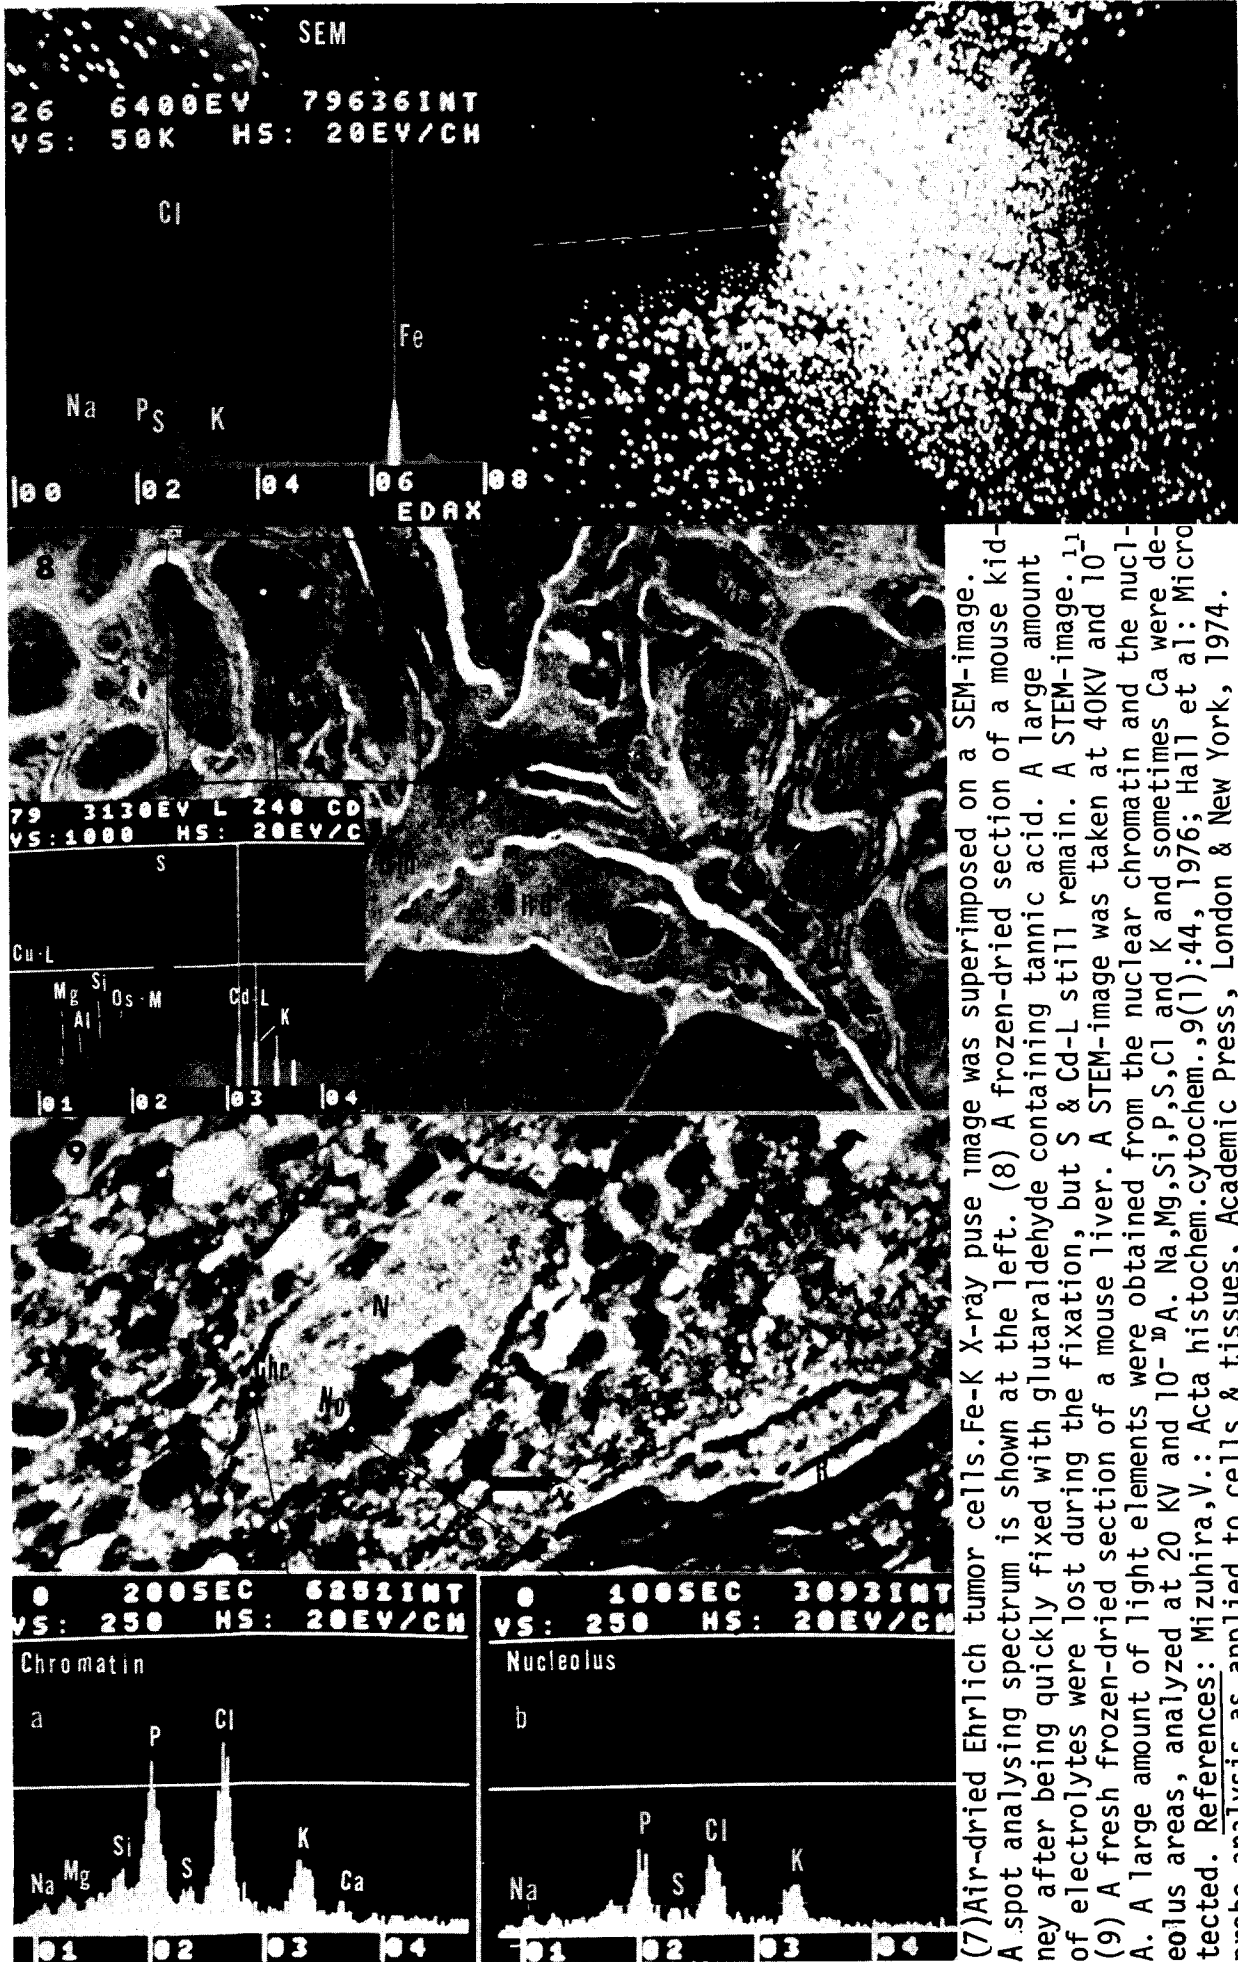 SEM
26 6400EV 79636INT
VS: 50K HS: 20EV/CH
Cl
Fe
Na P S K
00 02 04 06 08
EDAX
8
79 3130EV L 248 CD
VS:1000 HS: 20EV/C
S
Cu·L
Mg Al Si Os·M Cd·L K
01 02 03 04
End
9
N
Chr
No
0 200SEC 6251INT
VS: 250 HS: 20EV/CM
Chromatin
a
Na Mg Si P S Cl K Ca
01 02 03 04
0 100SEC 3093INT
VS: 250 HS: 20EV/CM
Nucleolus
b
Na P S Cl K
01 02 03 04
(7)Air-dried Ehrlich tumor cells.Fe-K X-ray puse image was superimposed on a SEM-image.
A spot analysing spectrum is shown at the left. (8) A frozen-dried section of a mouse kid-
ney after being quickly fixed with glutaraldehyde containing tannic acid. A large amount
of electrolytes were lost during the fixation, but S & Cd-L still remain. A STEM-image.
(9) A fresh frozen-dried section of a mouse liver. A STEM-image was taken at 40KV and 10-11
A. A large amount of light elements were obtained from the nuclear chromatin and the nucl-
eolus areas, analyzed at 20 KV and 10-10A. Na,Mg,Si,P,S,Cl and K and sometimes Ca were de-
tected. References: Mizuhira,V.: Acta histochem.cytochem.,9(1):44, 1976; Hall et al: Micro
probe analysis as applied to cells & tissues, Academic Press, London & New York, 1974.